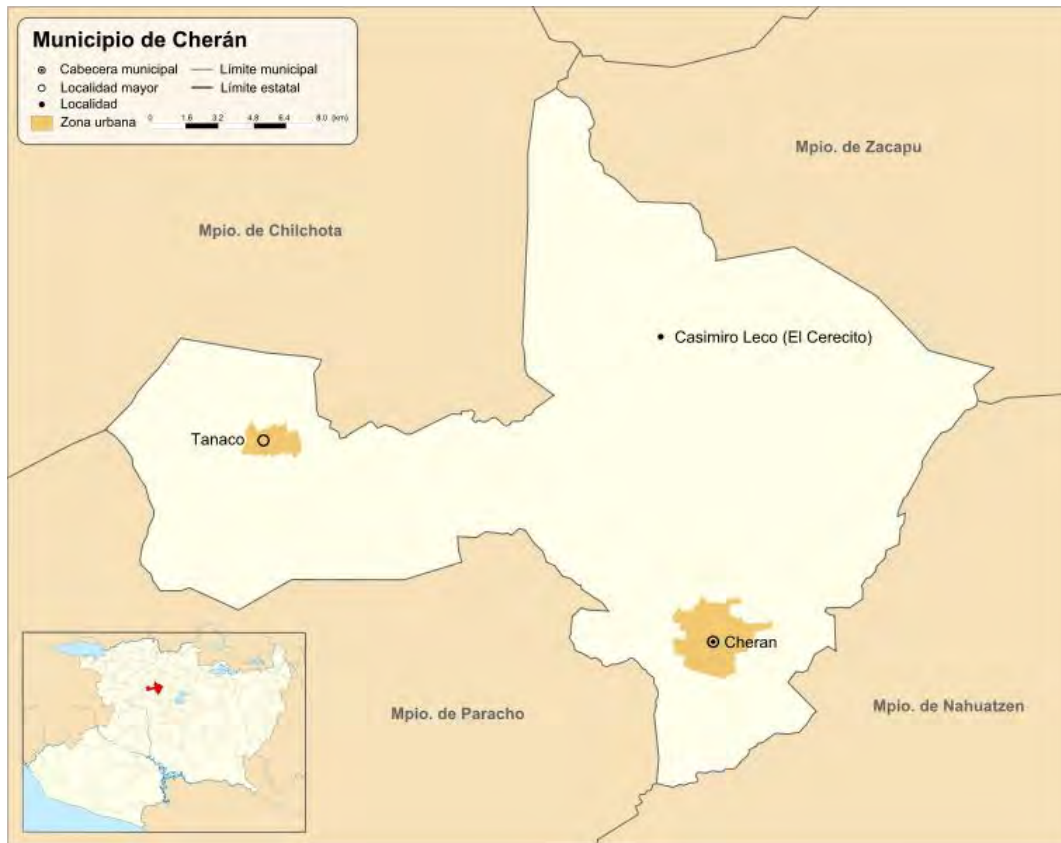 Municipio de Cherán
Cabecera municipal
Límite municipal
Localidad mayor
Límite estatal
Localidad
Zona urbana
0 1.6 3.2 4.8 6.4 8.0 (km)
Mpio. de Zacapu
Mpio. de Chilchota
Casimiro Leco (El Cerecito)
Tanaco
Cheran
Mpio. de Paracho
Mpio. de Nahuatzen